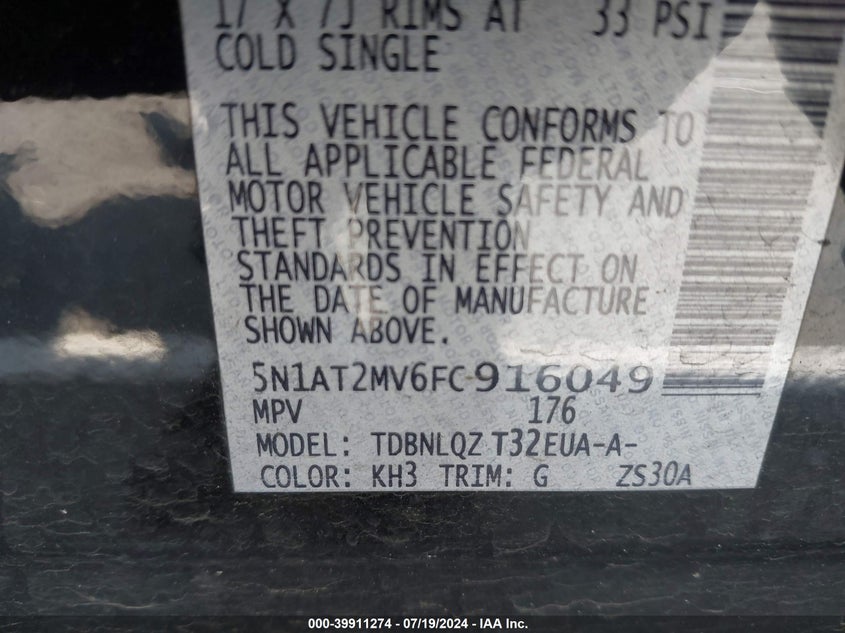 17 X 7J RIMS AT 33 PSI
COLD SINGLE
THIS VEHICLE CONFORMS TO
ALL APPLICABLE FEDERAL
MOTOR VEHICLE SAFETY AND
THEFT PREVENTION
STANDARDS IN EFFECT ON
THE DATE OF MANUFACTURE
SHOWN ABOVE.
5N1AT2MV6FC916049
MPV 176
MODEL: TDBNLQZ T32EUA-A-
COLOR: KH3 TRIM: G ZS30A
000-39911274 - 07/19/2024 - IAA Inc.